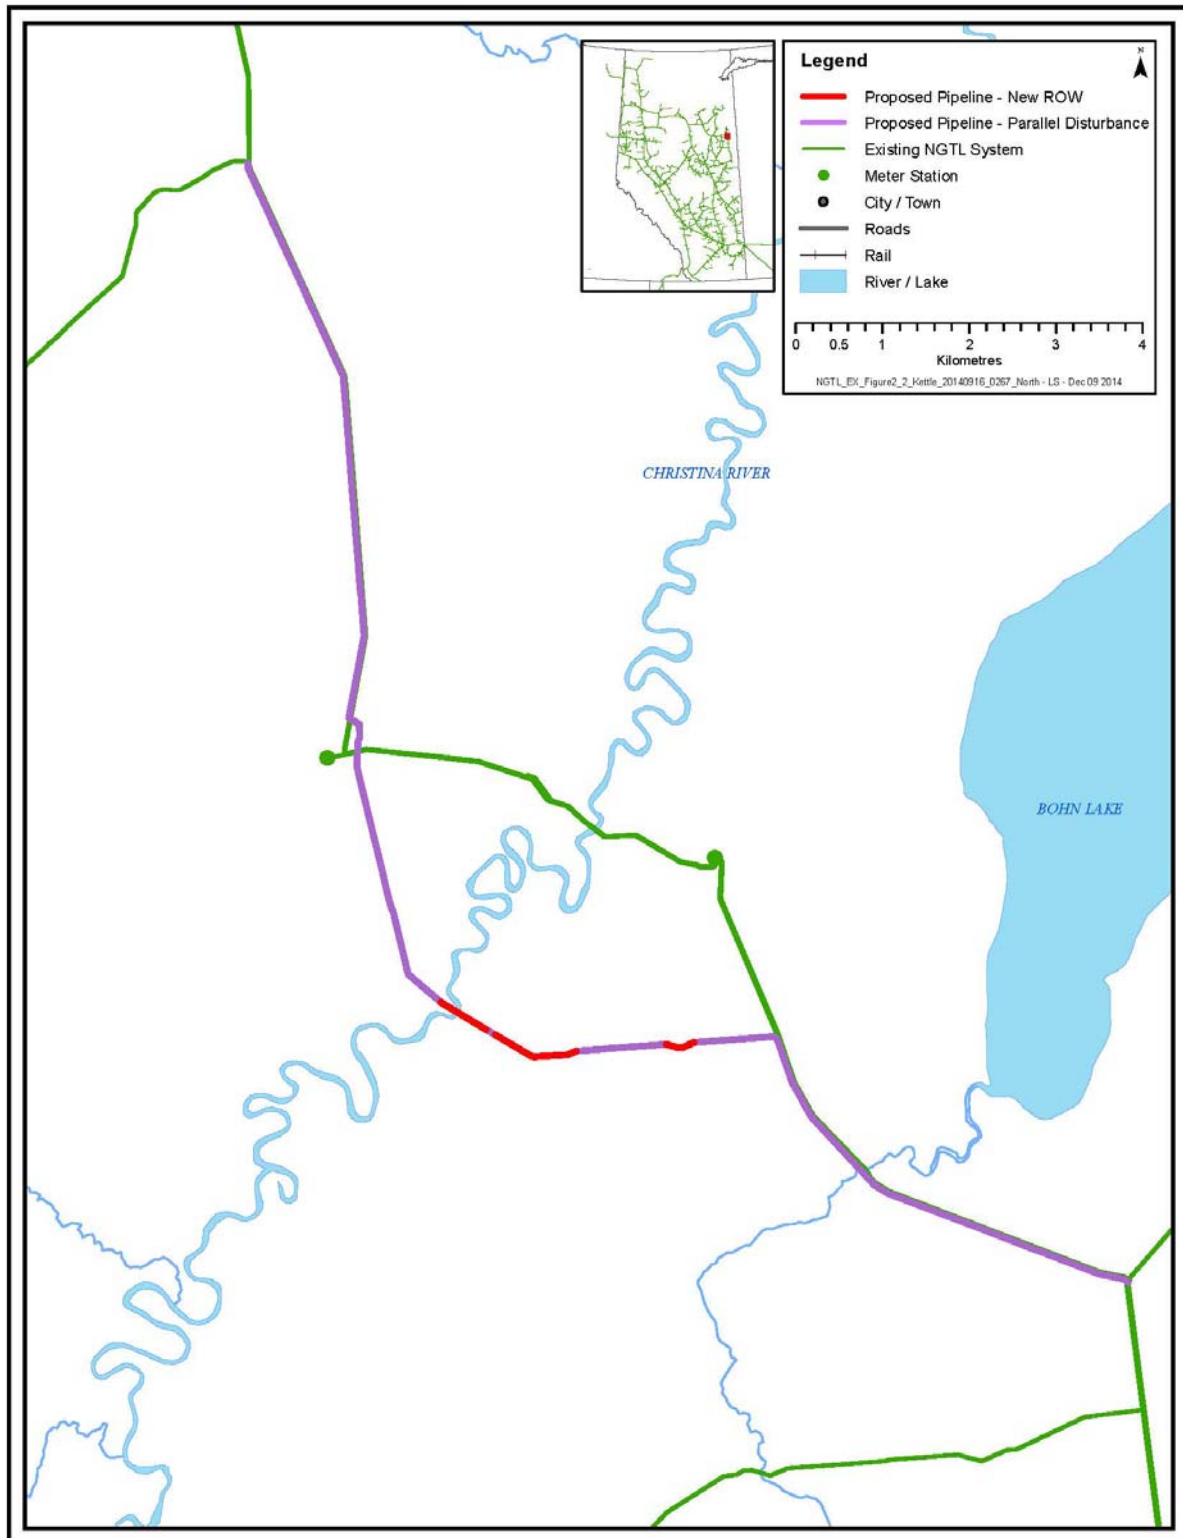 Legend
N
Proposed Pipeline - New ROW
Proposed Pipeline - Parallel Disturbance
Existing NGTL System
Meter Station
City / Town
Roads
Rail
River / Lake
0 0.5 1 2 3 4
Kilometres
NGTL_EX_Figure2_2_Kettle_20140916_0267_North - LS - Dec 09 2014
CHRISTINA RIVER
BOHN LAKE